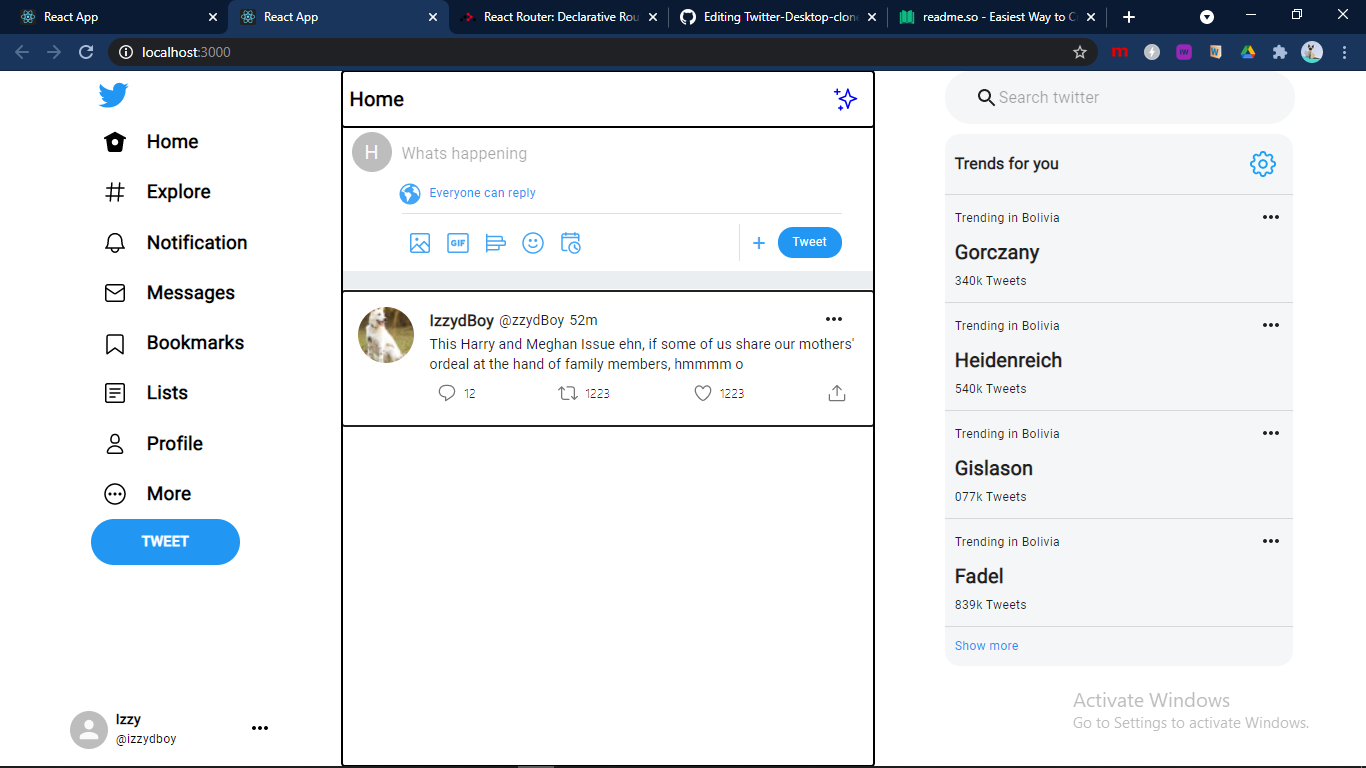 React App
React App
React Router: Declarative Rou
Editing Twitter-Desktop-clon
readme.so - Easiest Way to C
localhost:3000
Home
Explore
Notification
Messages
Bookmarks
Lists
Profile
More
TWEET
Izzy
@izzydboy
Home
H
Whats happening
Everyone can reply
GIF
+
Tweet
IzzydBoy @zzydBoy 52m
This Harry and Meghan Issue ehn, if some of us share our mothers'
ordeal at the hand of family members, hmmmm o
12
1223
1223
Search twitter
Trends for you
Trending in Bolivia
Gorczany
340k Tweets
Trending in Bolivia
Heidenreich
540k Tweets
Trending in Bolivia
Gislason
077k Tweets
Trending in Bolivia
Fadel
839k Tweets
Show more
Activate Windows
Go to Settings to activate Windows.